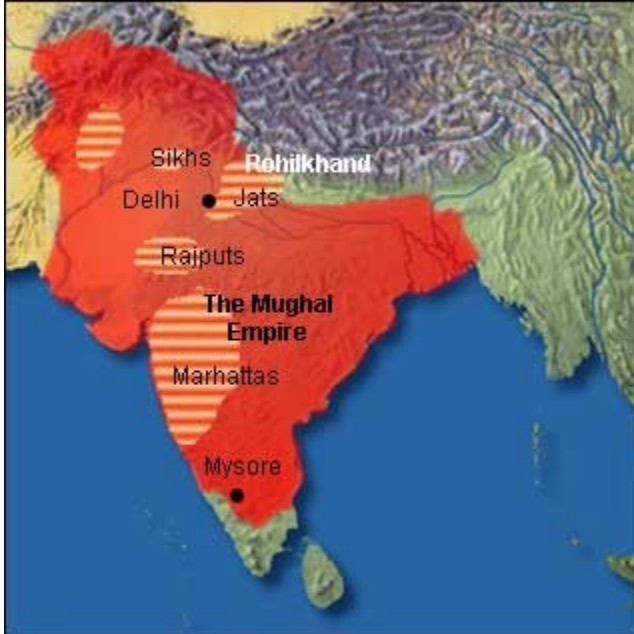 Sikhs
Rohilkhand
Delhi
Jats
Rajputs
The Mughal
Empire
Marhattas
Mysore